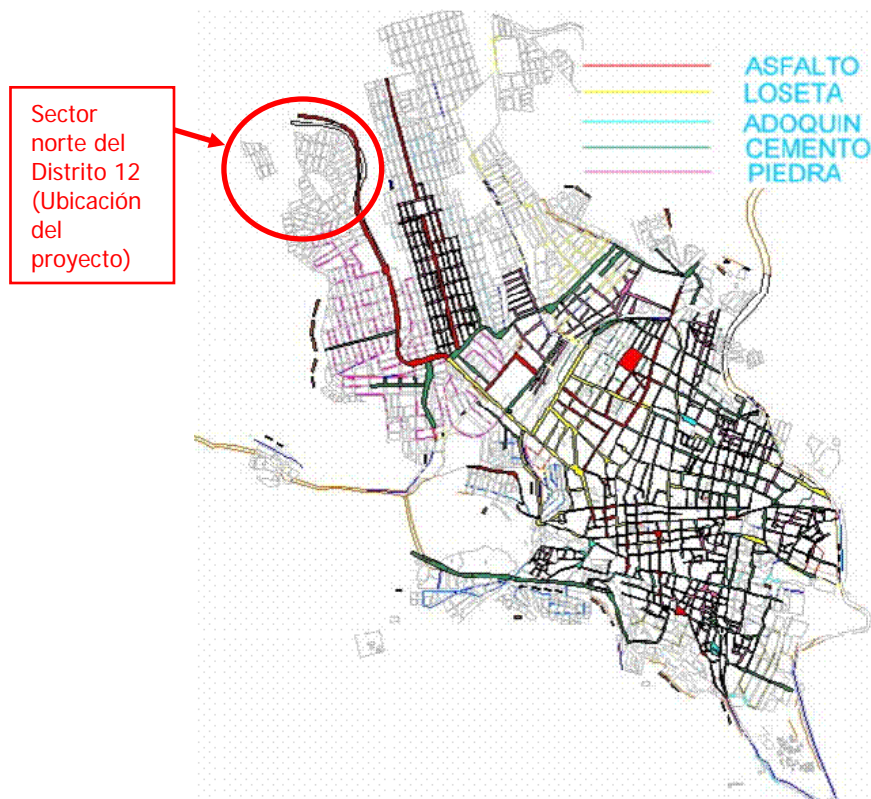 Sector
norte del
Distrito 12
(Ubicación
del
proyecto)
ASFALTO
LOSETA
ADOQUIN
CEMENTO
PIEDRA